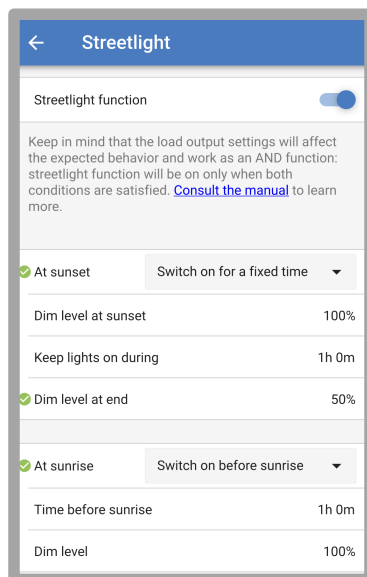 Streetlight
Streetlight function
Keep in mind that the load output settings will affect
the expected behavior and work as an AND function:
streetlight function will be on only when both
conditions are satisfied. Consult the manual to learn
more.
At sunset Switch on for a fixed time
Dim level at sunset 100%
Keep lights on during 1h 0m
Dim level at end 50%
At sunrise Switch on before sunrise
Time before sunrise 1h 0m
Dim level 100%